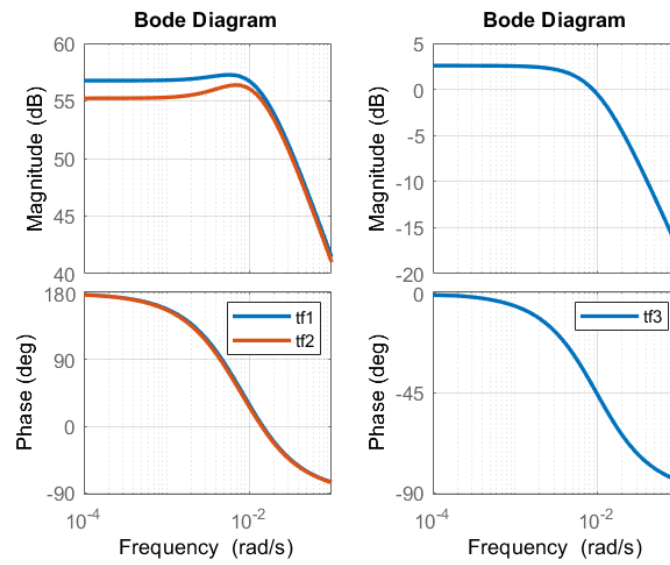 Bode Diagram
Magnitude (dB)
60
55
50
45
40
Phase (deg)
180
90
0
-90
tf1
tf2
10^-4
10^-2
Frequency (rad/s)
Bode Diagram
Magnitude (dB)
5
0
-5
-10
-15
-20
Phase (deg)
0
-45
-90
tf3
10^-4
10^-2
Frequency (rad/s)